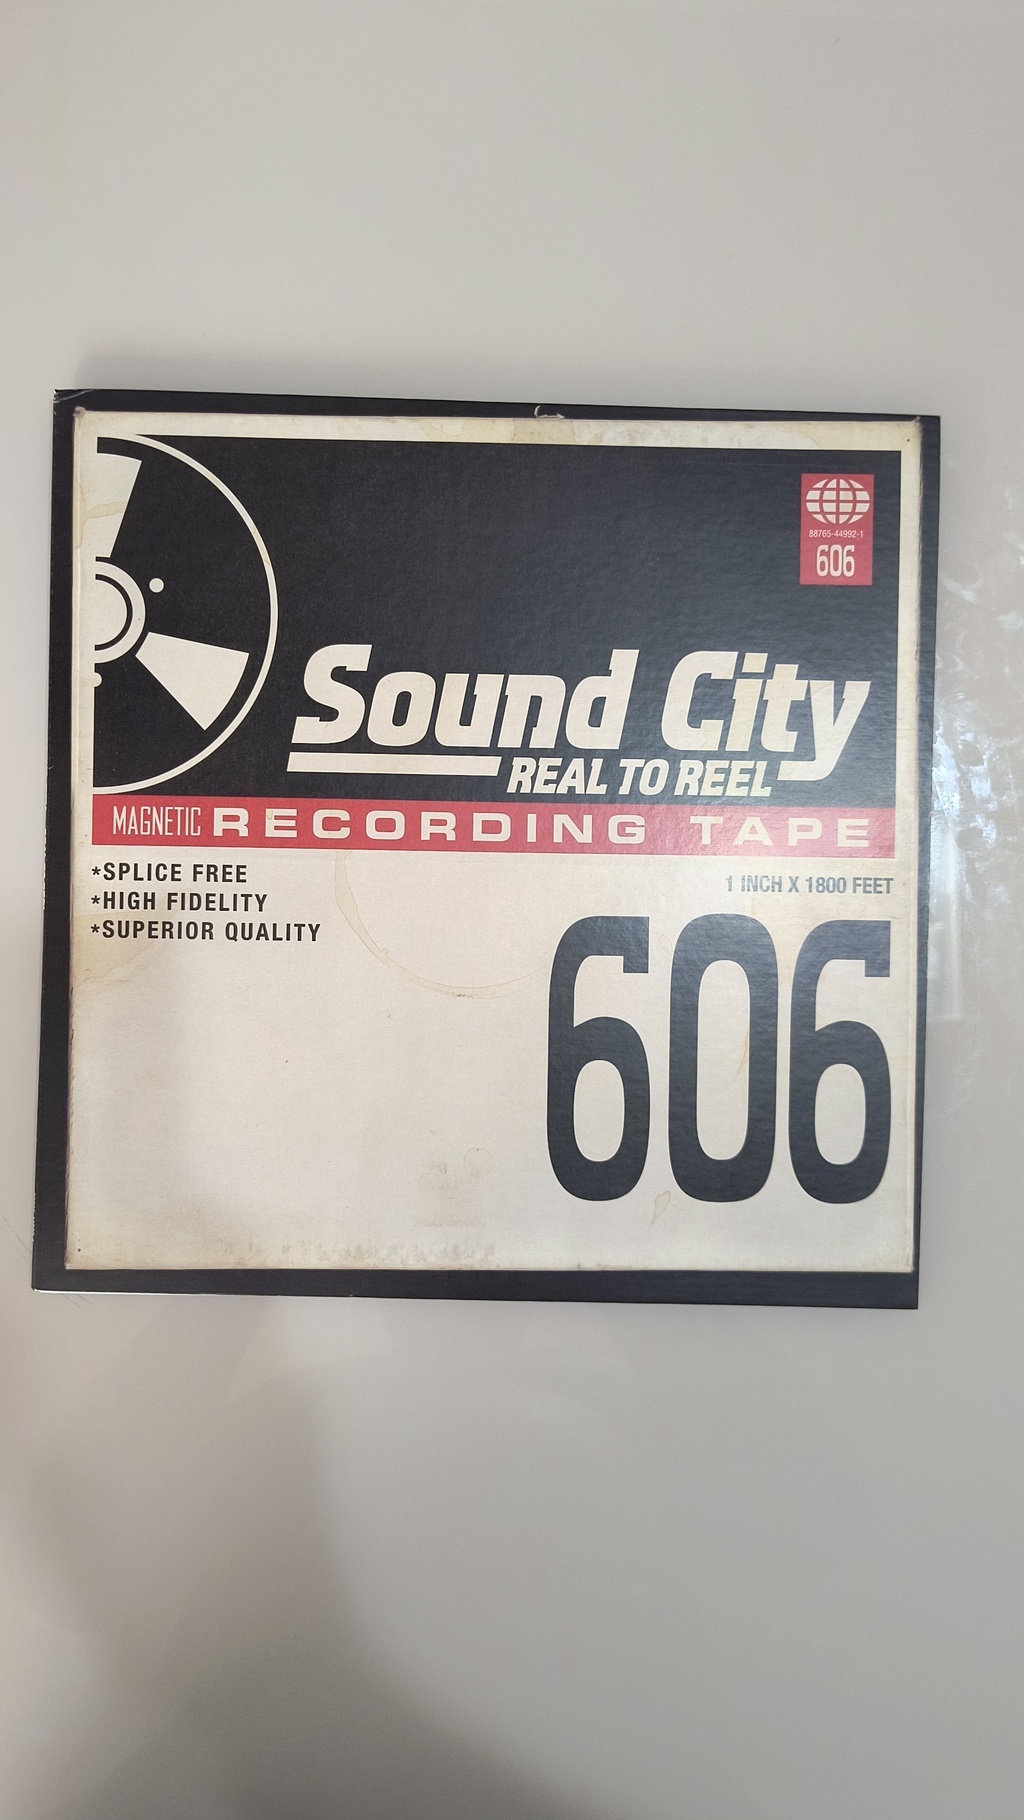 88765-44992-1
606
Sound City
REAL TO REEL
MAGNETIC RECORDING TAPE
*SPLICE FREE
*HIGH FIDELITY
*SUPERIOR QUALITY
1 INCH X 1800 FEET
606